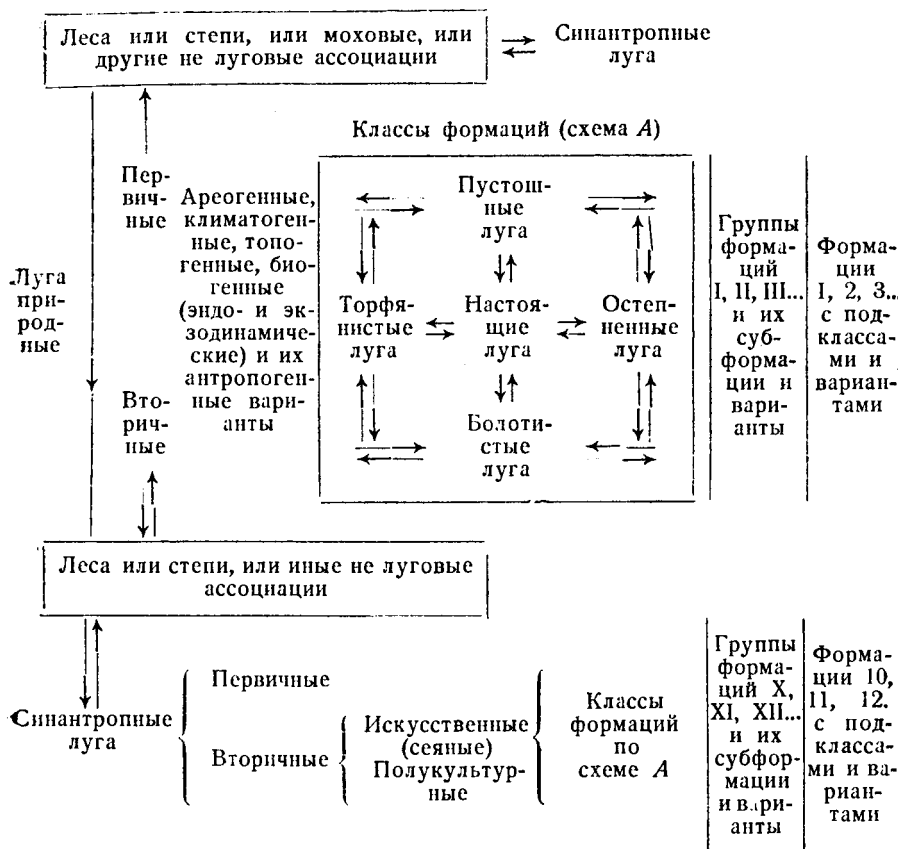 Леса или степи, или моховые, или
другие не луговые ассоциации
Синантропные
луга
Классы формаций (схема А)
Луга
при-
род-
ные
Пер-
вич-
ные
Вто-
рич-
ные
Ареогенные,
климатоген-
ные, топо-
генные, био-
генные
(эндо- и эк-
зодинамиче-
ские) и их
антропоген-
ные вари-
анты
Пустош-
ные
луга
Торфя-
нистые
луга
Настоя-
щие
луга
Остеп-
ненные
луга
Болоти-
стые
луга
Группы
форма-
ций
I, II, III...
и их
суб-
форма-
ции и
вари-
анты
Формации
1, 2, 3...
с под-
класса-
ми и
вариан-
тами
Леса или степи, или иные не луговые
ассоциации
Синантропные
луга
Первичные
Вторичные
Искусственные
(сеяные)
Полукультур-
ные
Классы
формаций
по
схеме А
Группы
форма-
ций X,
XI, XII...
и их
субфор-
мации
и вари-
анты
Форма-
ции 10,
11, 12.
с под-
класса-
ми и ва-
риан-
тами